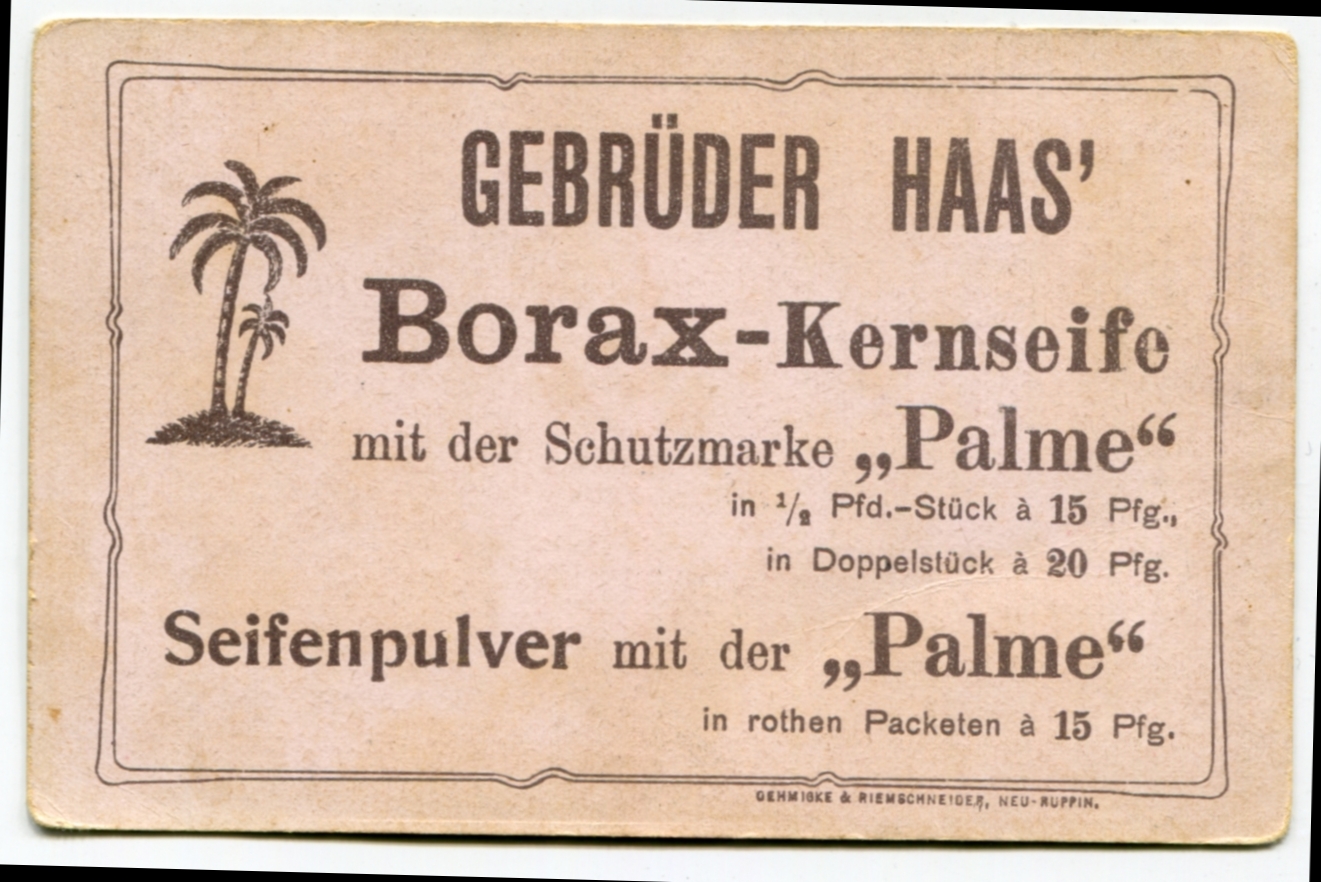 GEBRÜDER HAAS'
Borax-Kernseife
mit der Schutzmarke „Palme“
in 1/2 Pfd.-Stück à 15 Pfg.,
in Doppelstück à 20 Pfg.
Seifenpulver mit der „Palme“
in rothen Packeten à 15 Pfg.
OEHMIGKE & RIEMSCHNEIDER, NEU-RUPPIN.